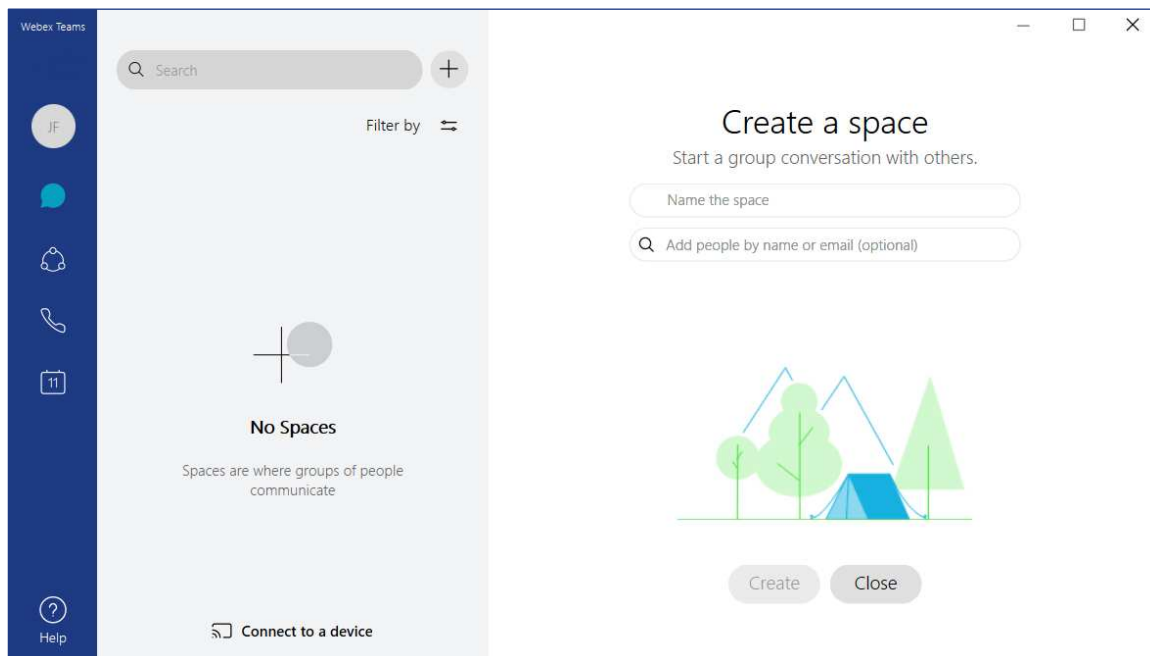 Webex Teams
JF
11
Help
Search
Filter by
No Spaces
Spaces are where groups of people
communicate
Connect to a device
Create a space
Start a group conversation with others.
Name the space
Add people by name or email (optional)
Create
Close